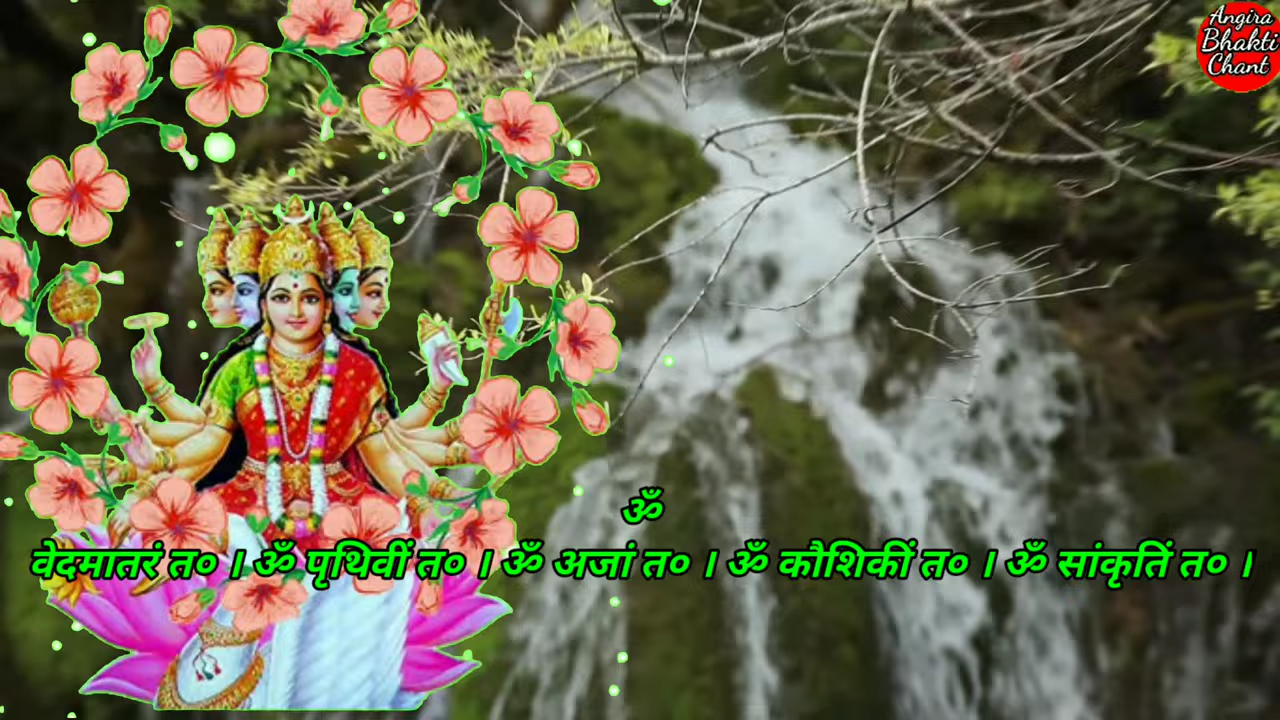 Angira
Bhakti
Chant
ॐ
वेदमातरं त० । ॐ पृथिवीं त० । ॐ अजां त० । ॐ कौशिकीं त० । ॐ सांकृतिं त० ।